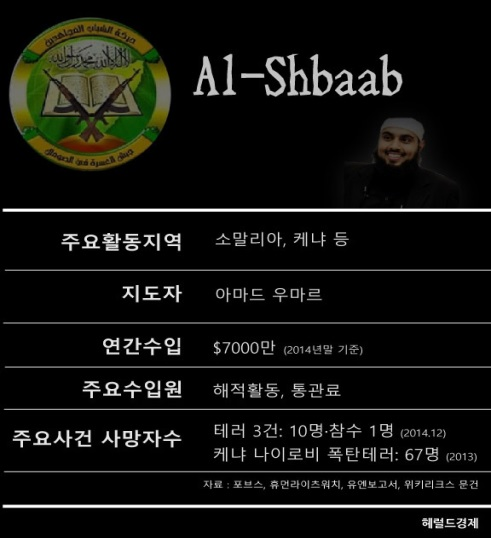 حركة الشباب المجاهدين
Al-Shbaab
주요활동지역 소말리아, 케냐 등
지도자 아마드 우마르
연간수입 $7000만 (2014년말 기준)
주요수입원 해적활동, 통관료
주요사건 사망자수 테러 3건: 10명·참수 1명 (2014.12)
케냐 나이로비 폭탄테러: 67명 (2013)
자료 : 포브스, 휴먼라이츠워치, 유엔보고서, 위키리크스 문건
헤럴드경제